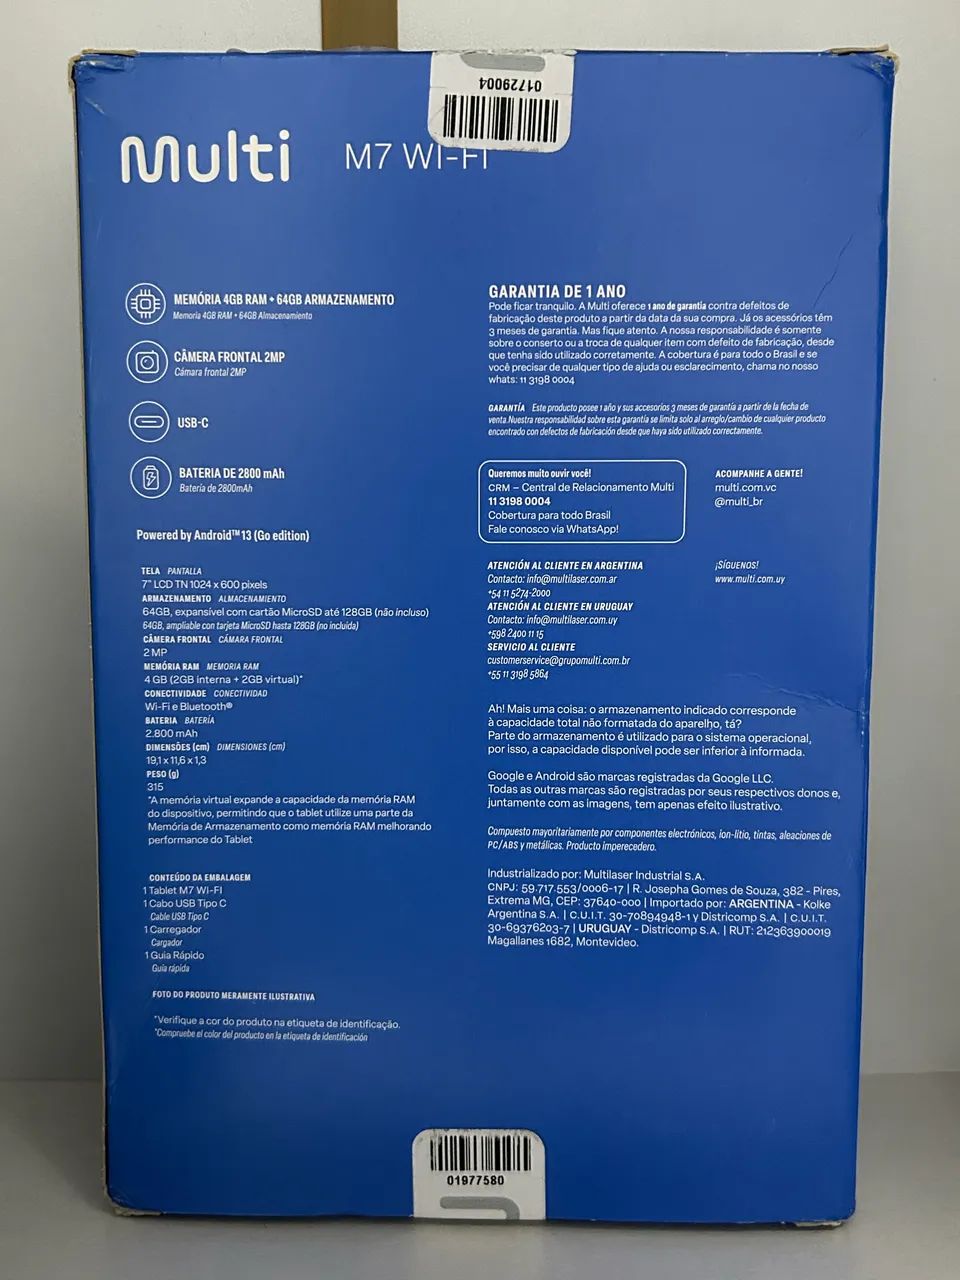 01729004
Multi M7 WI-FI
MEMÓRIA 4GB RAM + 64GB ARMAZENAMENTO
Memoria 4GB RAM + 64GB Almacenamiento
CÂMERA FRONTAL 2MP
Cámara frontal 2MP
USB-C
BATERIA DE 2800 mAh
Batería de 2800mAh
Powered by Android™ 13 (Go edition)
TELA PANTALLA
7" LCD TN 1024 x 600 pixels
ARMAZENAMENTO ALMACENAMIENTO
64GB, expansível com cartão MicroSD até 128GB (não incluso)
64GB, ampliable con tarjeta MicroSD hasta 128GB (no incluida)
CÂMERA FRONTAL CÁMARA FRONTAL
2 MP
MEMÓRIA RAM MEMORIA RAM
4 GB (2GB interna + 2GB virtual)*
CONECTIVIDADE CONECTIVIDAD
Wi-Fi e Bluetooth®
BATERIA BATERÍA
2.800 mAh
DIMENSÕES (cm) DIMENSIONES (cm)
19,1 x 11,6 x 1,3
PESO (g)
315
*A memória virtual expande a capacidade da memória RAM
do dispositivo, permitindo que o tablet utilize uma parte da
Memória de Armazenamento como memória RAM melhorando
performance do Tablet
CONTEÚDO DA EMBALAGEM
1 Tablet M7 WI-FI
1 Cabo USB Tipo C
Cable USB Tipo C
1 Carregador
Cargador
1 Guia Rápido
Guía rápida
FOTO DO PRODUTO MERAMENTE ILUSTRATIVA
*Verifique a cor do produto na etiqueta de identificação.
*Compruebe el color del producto en la etiqueta de identificación
GARANTIA DE 1 ANO
Pode ficar tranquilo. A Multi oferece 1 ano de garantia contra defeitos de
fabricação deste produto a partir da data da sua compra. Já os acessórios têm
3 meses de garantia. Mas fique atento. A nossa responsabilidade é somente
sobre o conserto ou a troca de qualquer item com defeito de fabricação, desde
que tenha sido utilizado corretamente. A cobertura é para todo o Brasil e se
você precisar de qualquer tipo de ajuda ou esclarecimento, chama no nosso
whats: 11 3198 0004
GARANTÍA Este producto posee 1 año y sus accesorios 3 meses de garantía a partir de la fecha de
venta.Nuestra responsabilidad sobre esta garantía se limita solo al arreglo/cambio de cualquier producto
encontrado con defectos de fabricación desde que haya sido utilizado correctamente.
Queremos muito ouvir você!
CRM – Central de Relacionamento Multi
11 3198 0004
Cobertura para todo Brasil
Fale conosco via WhatsApp!
ACOMPANHE A GENTE!
multi.com.vc
@multi_br
ATENCIÓN AL CLIENTE EN ARGENTINA
Contacto: info@multilaser.com.ar
+54 11 5274-2000
ATENCIÓN AL CLIENTE EN URUGUAY
Contacto: info@multilaser.com.uy
+598 2400 11 15
SERVICIO AL CLIENTE
customerservice@grupomulti.com.br
+55 11 3198 5864
¡SÍGUENOS!
www.multi.com.uy
Ah! Mais uma coisa: o armazenamento indicado corresponde
à capacidade total não formatada do aparelho, tá?
Parte do armazenamento é utilizado para o sistema operacional,
por isso, a capacidade disponível pode ser inferior à informada.
Google e Android são marcas registradas da Google LLC.
Todas as outras marcas são registradas por seus respectivos donos e,
juntamente com as imagens, tem apenas efeito ilustrativo.
Compuesto mayoritariamente por componentes electrónicos, ion-litio, tintas, aleaciones de
PC/ABS y metálicas. Producto imperecedero.
Industrializado por: Multilaser Industrial S.A.
CNPJ: 59.717.553/0006-17 | R. Josepha Gomes de Souza, 382 - Pires,
Extrema MG, CEP: 37640-000 | Importado por: ARGENTINA - Kolke
Argentina S.A. | C.U.I.T. 30-70894948-1 y Districomp S.A. | C.U.I.T.
30-69376203-7 | URUGUAY - Districomp S.A. | RUT: 212363900019
Magallanes 1682, Montevideo.
01977580